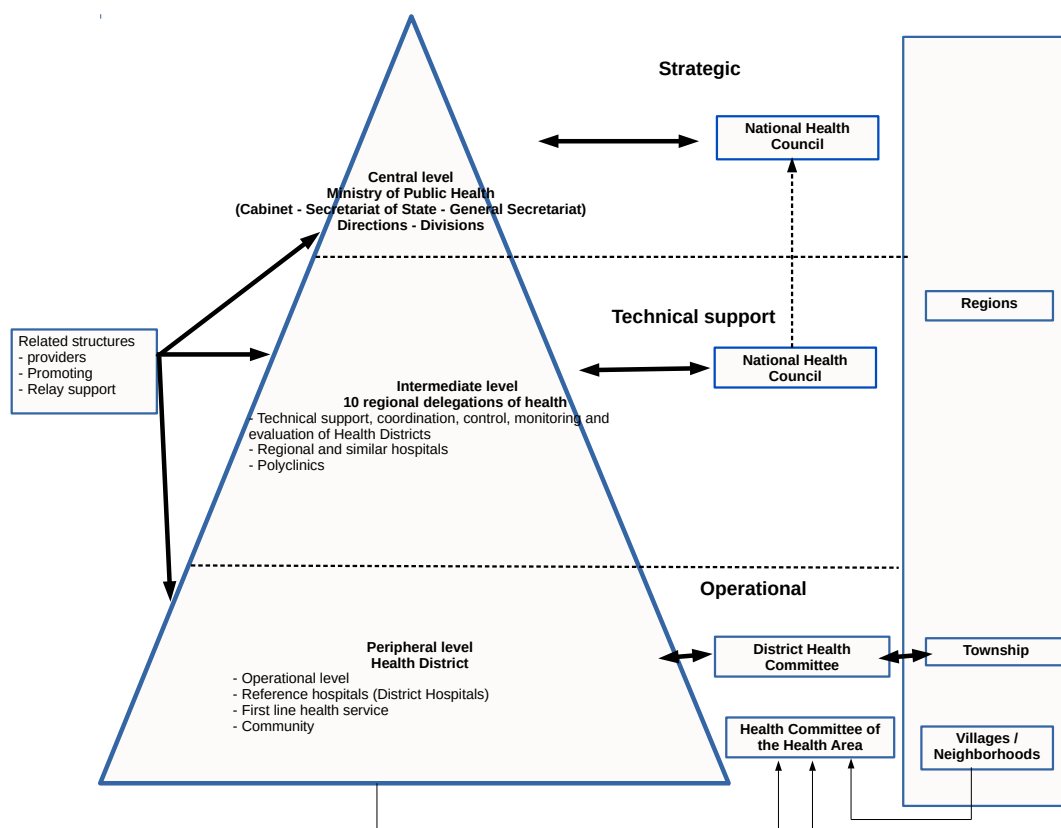 Strategic
National Health
Council
Central level
Ministry of Public Health
(Cabinet - Secretariat of State - General Secretariat)
Directions - Divisions
Regions
Technical support
Related structures
- providers
- Promoting
- Relay support
National Health
Council
Intermediate level
10 regional delegations of health
- Technical support, coordination, control, monitoring and
evaluation of Health Districts
- Regional and similar hospitals
- Polyclinics
Operational
Peripheral level
Health District
- Operational level
- Reference hospitals (District Hospitals)
- First line health service
- Community
District Health
Committee
Township
Health Committee of
the Health Area
Villages /
Neighborhoods